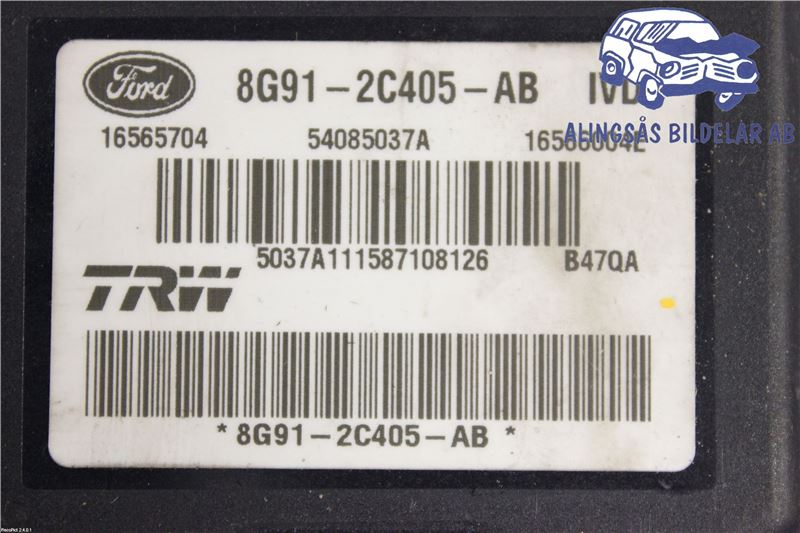 Ford 8G91-2C405-AB IVD
ALINGSÅS BILDELAR AB
16565704 54085037A
5037A111587108126 B47QA
TRW
*8G91-2C405-AB*